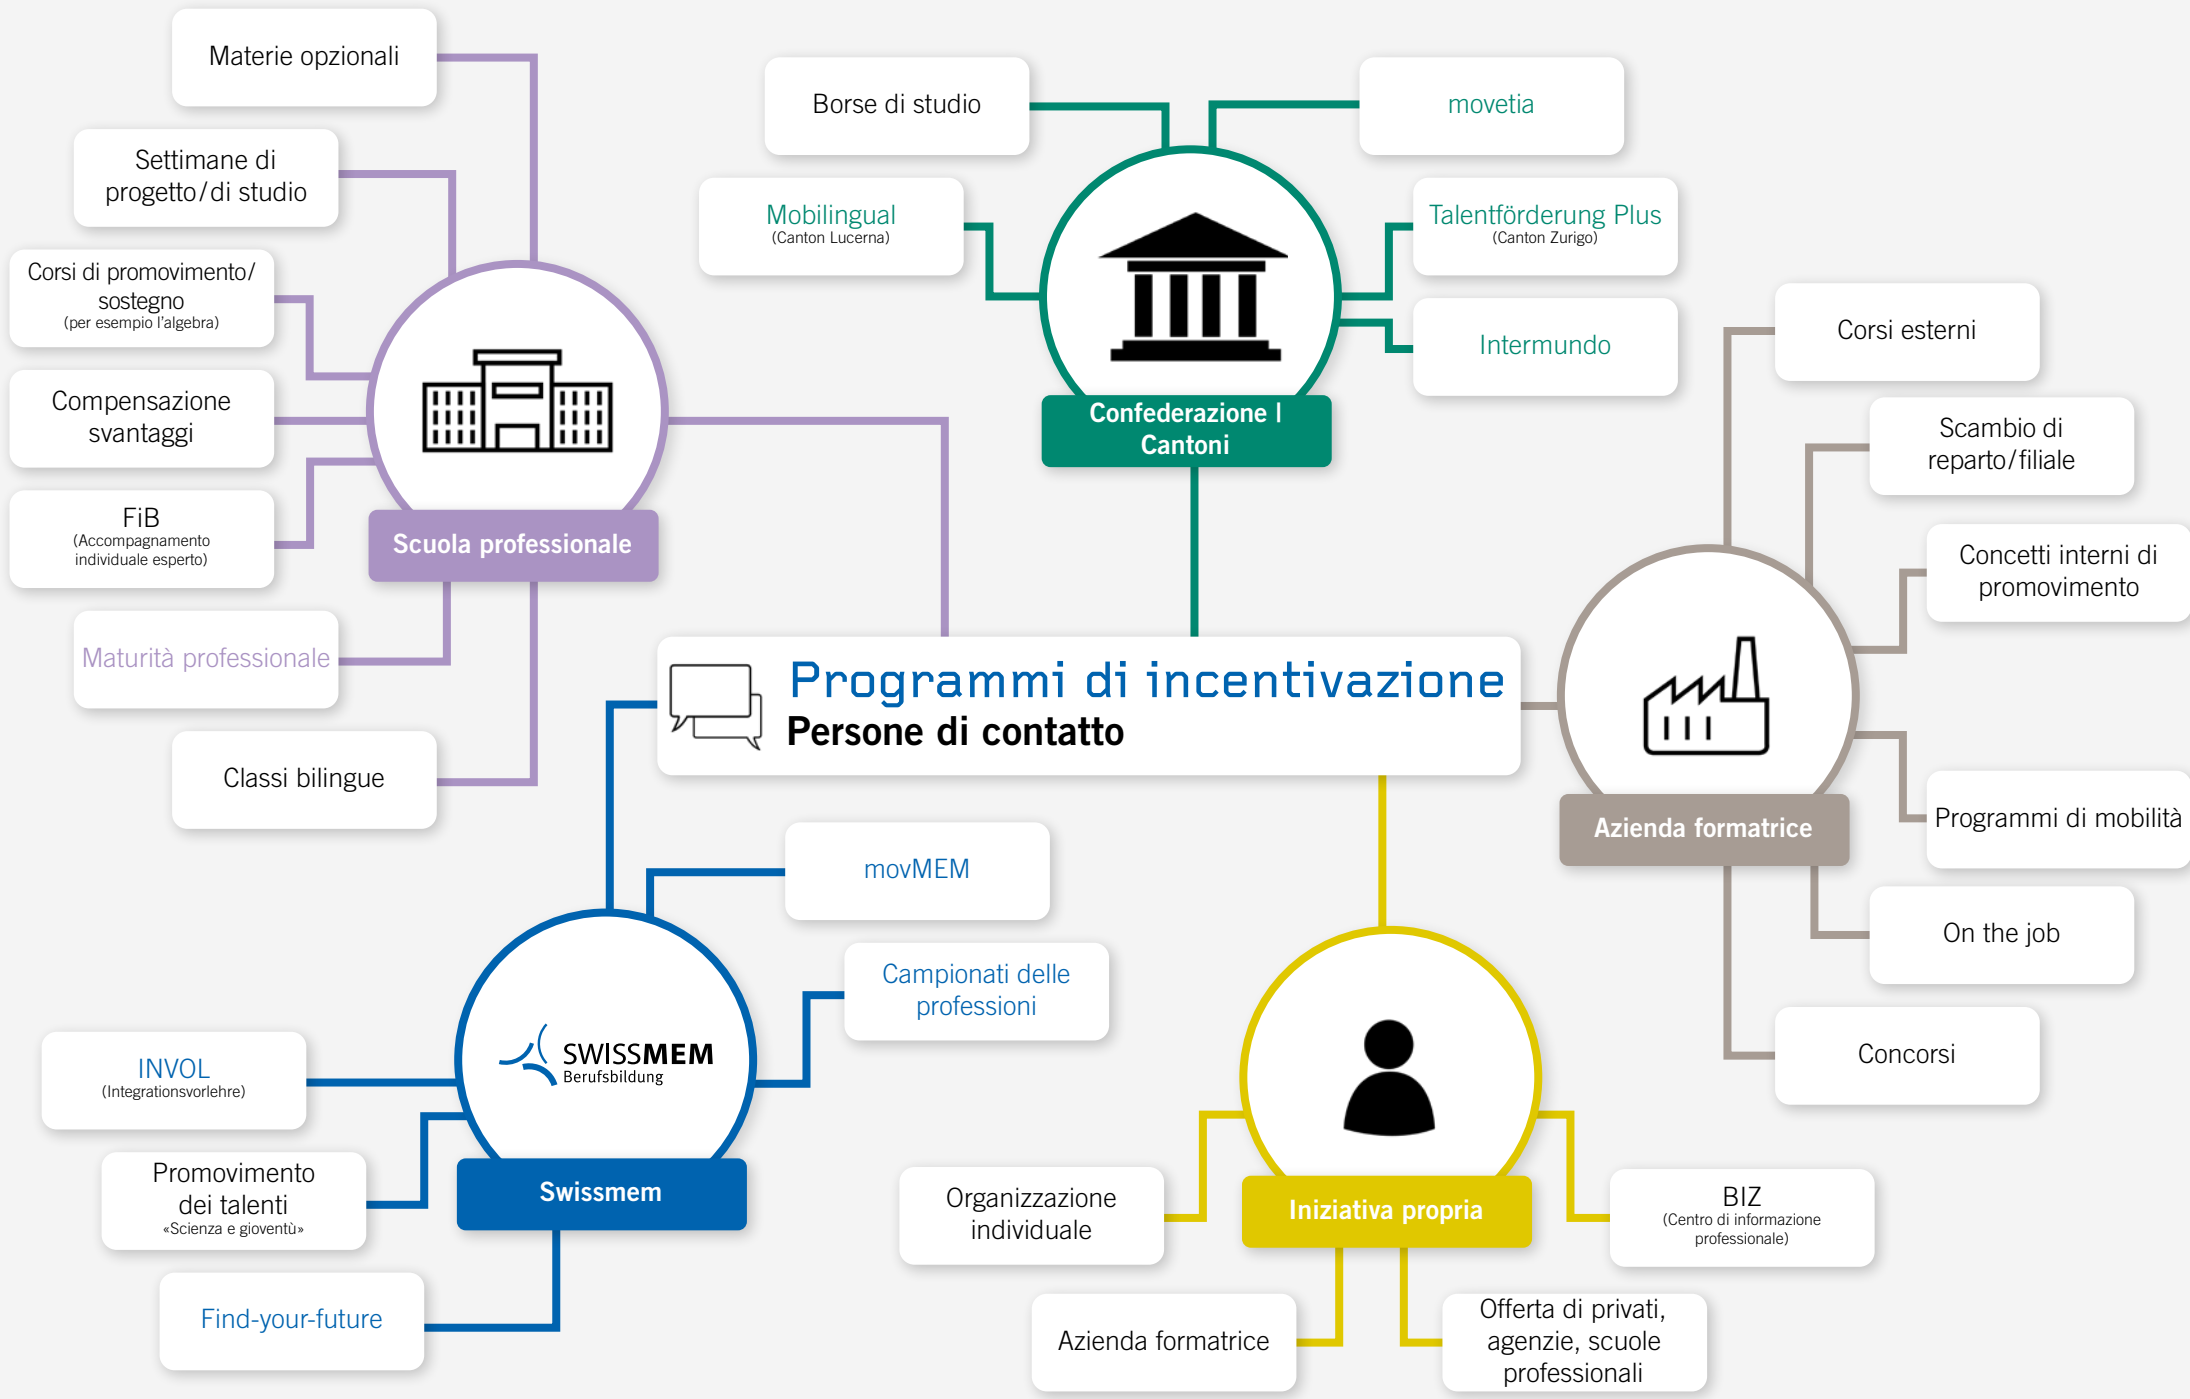 Materie opzionali
Settimane di
progetto/di studio
Corsi di promovimento/
sostegno
(per esempio l'algebra)
Compensazione
svantaggi
FiB
(Accompagnamento
individuale esperto)
Maturità professionale
Classi bilingue
Scuola professionale
Borse di studio
movetia
Mobilingual
(Canton Lucerna)
Talentförderung Plus
(Canton Zurigo)
Intermundo
Confederazione |
Cantoni
Corsi esterni
Scambio di
reparto/filiale
Concetti interni di
promovimento
Programmi di mobilità
On the job
Concorsi
Azienda formatrice
Programmi di incentivazione
Persone di contatto
movMEM
Campionati delle
professioni
SWISSMEM
Berufsbildung
INVOL
(Integrationsvorlehre)
Promovimento
dei talenti
«Scienza e gioventù»
Find-your-future
Swissmem
Organizzazione
individuale
Iniziativa propria
BIZ
(Centro di informazione
professionale)
Azienda formatrice
Offerta di privati,
agenzie, scuole
professionali